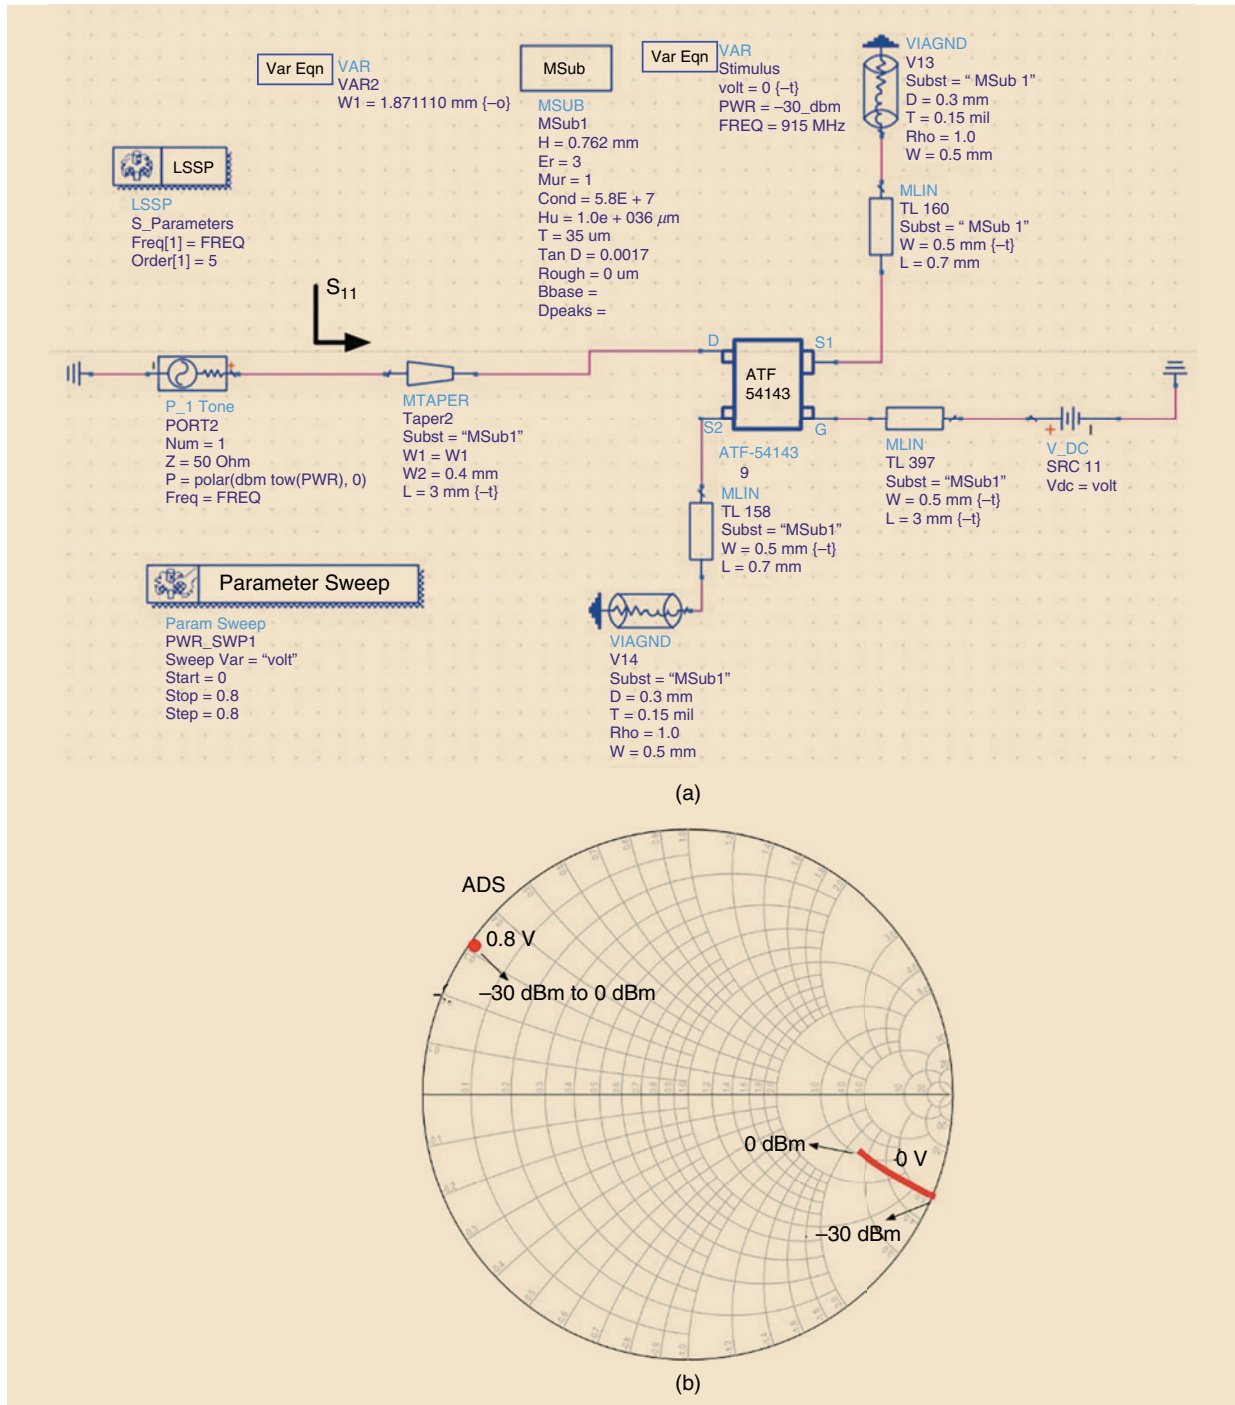 Var Eqn
VAR
VAR2
W1 = 1.871110 mm {–o}
MSub
MSUB
MSub1
H = 0.762 mm
Er = 3
Mur = 1
Cond = 5.8E + 7
Hu = 1.0e + 036 μm
T = 35 um
Tan D = 0.0017
Rough = 0 um
Bbase =
Dpeaks =
Var Eqn
VAR
Stimulus
volt = 0 {–t}
PWR = –30_dbm
FREQ = 915 MHz
VIAGND
V13
Subst = “ MSub 1”
D = 0.3 mm
T = 0.15 mil
Rho = 1.0
W = 0.5 mm
LSSP
LSSP
S_Parameters
Freq[1] = FREQ
Order[1] = 5
MLIN
TL 160
Subst = “ MSub 1”
W = 0.5 mm {–t}
L = 0.7 mm
S11
P_1 Tone
PORT2
Num = 1
Z = 50 Ohm
P = polar(dbm tow(PWR), 0)
Freq = FREQ
MTAPER
Taper2
Subst = “MSub1”
W1 = W1
W2 = 0.4 mm
L = 3 mm {–t}
D
S1
ATF
54143
S2
G
ATF-54143
9
MLIN
TL 158
Subst = “MSub1”
W = 0.5 mm {–t}
L = 0.7 mm
MLIN
TL 397
Subst = “MSub1”
W = 0.5 mm {–t}
L = 3 mm {–t}
V_DC
SRC 11
Vdc = volt
Parameter Sweep
Param Sweep
PWR_SWP1
Sweep Var = “volt”
Start = 0
Stop = 0.8
Step = 0.8
VIAGND
V14
Subst = “MSub1”
D = 0.3 mm
T = 0.15 mil
Rho = 1.0
W = 0.5 mm
(a)
ADS
0.8 V
–30 dBm to 0 dBm
0 dBm
0 V
–30 dBm
(b)